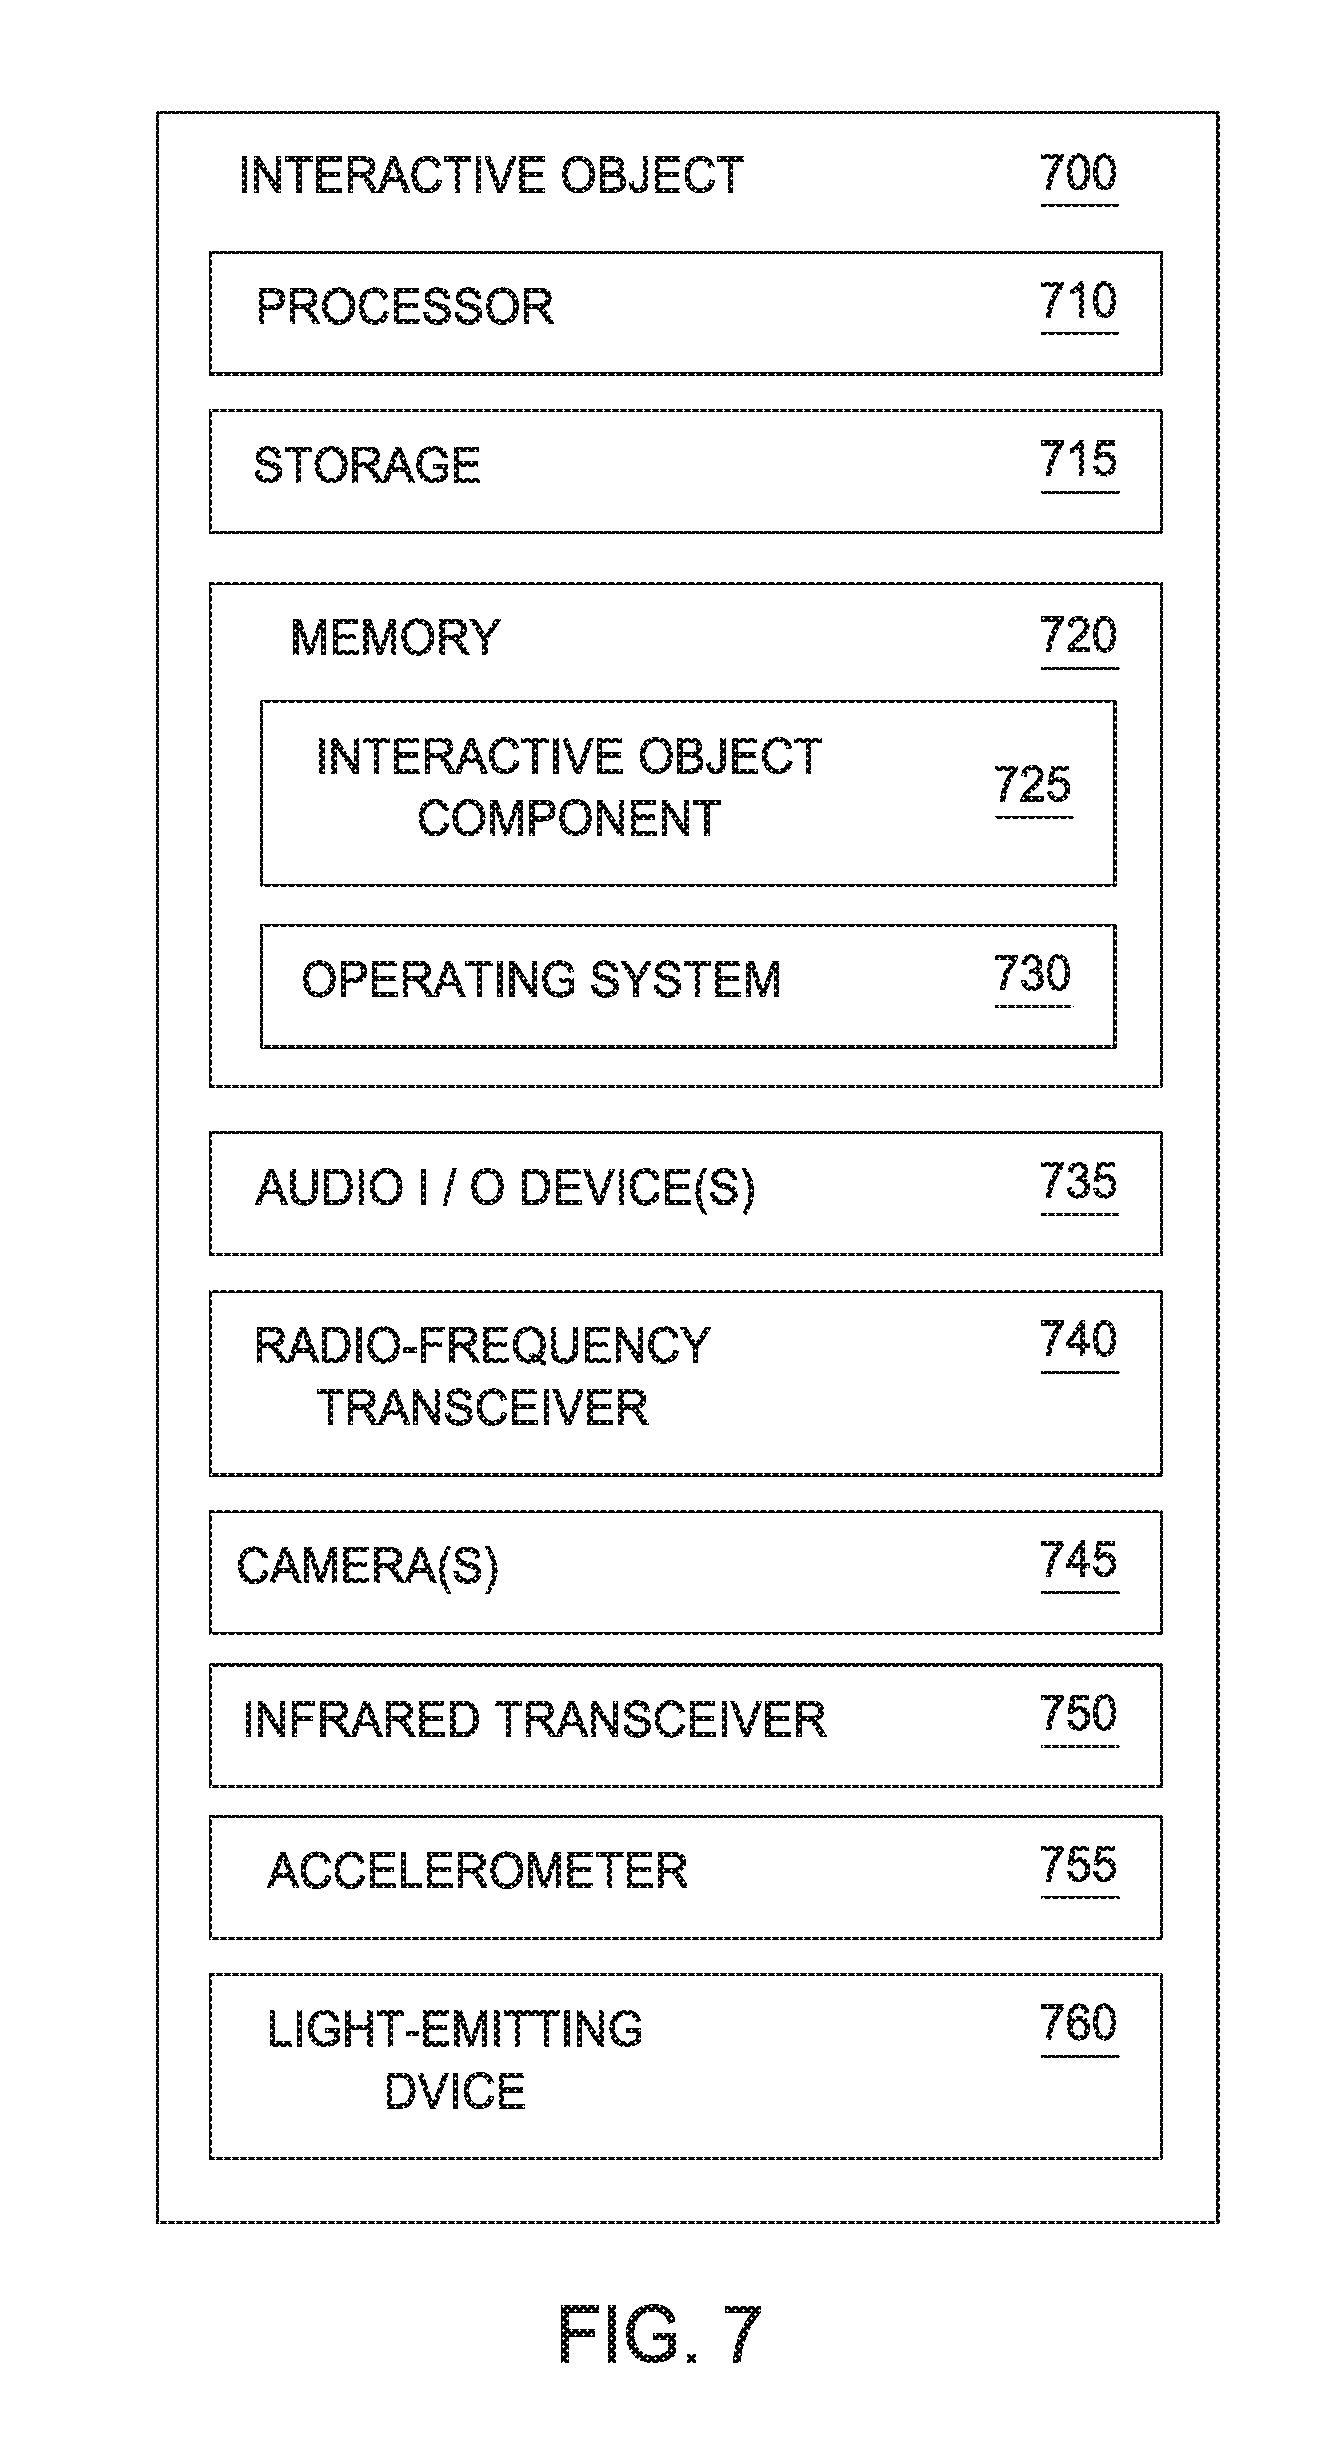 INTERACTIVE OBJECT 700
PROCESSOR 710
STORAGE 715
MEMORY 720
INTERACTIVE OBJECT
COMPONENT 725
OPERATING SYSTEM 730
AUDIO I / O DEVICE(S) 735
RADIO-FREQUENCY 740
TRANSCEIVER
CAMERA(S) 745
INFRARED TRANSCEIVER 750
ACCELEROMETER 755
LIGHT-EMITTING 760
DVICE
FIG. 7